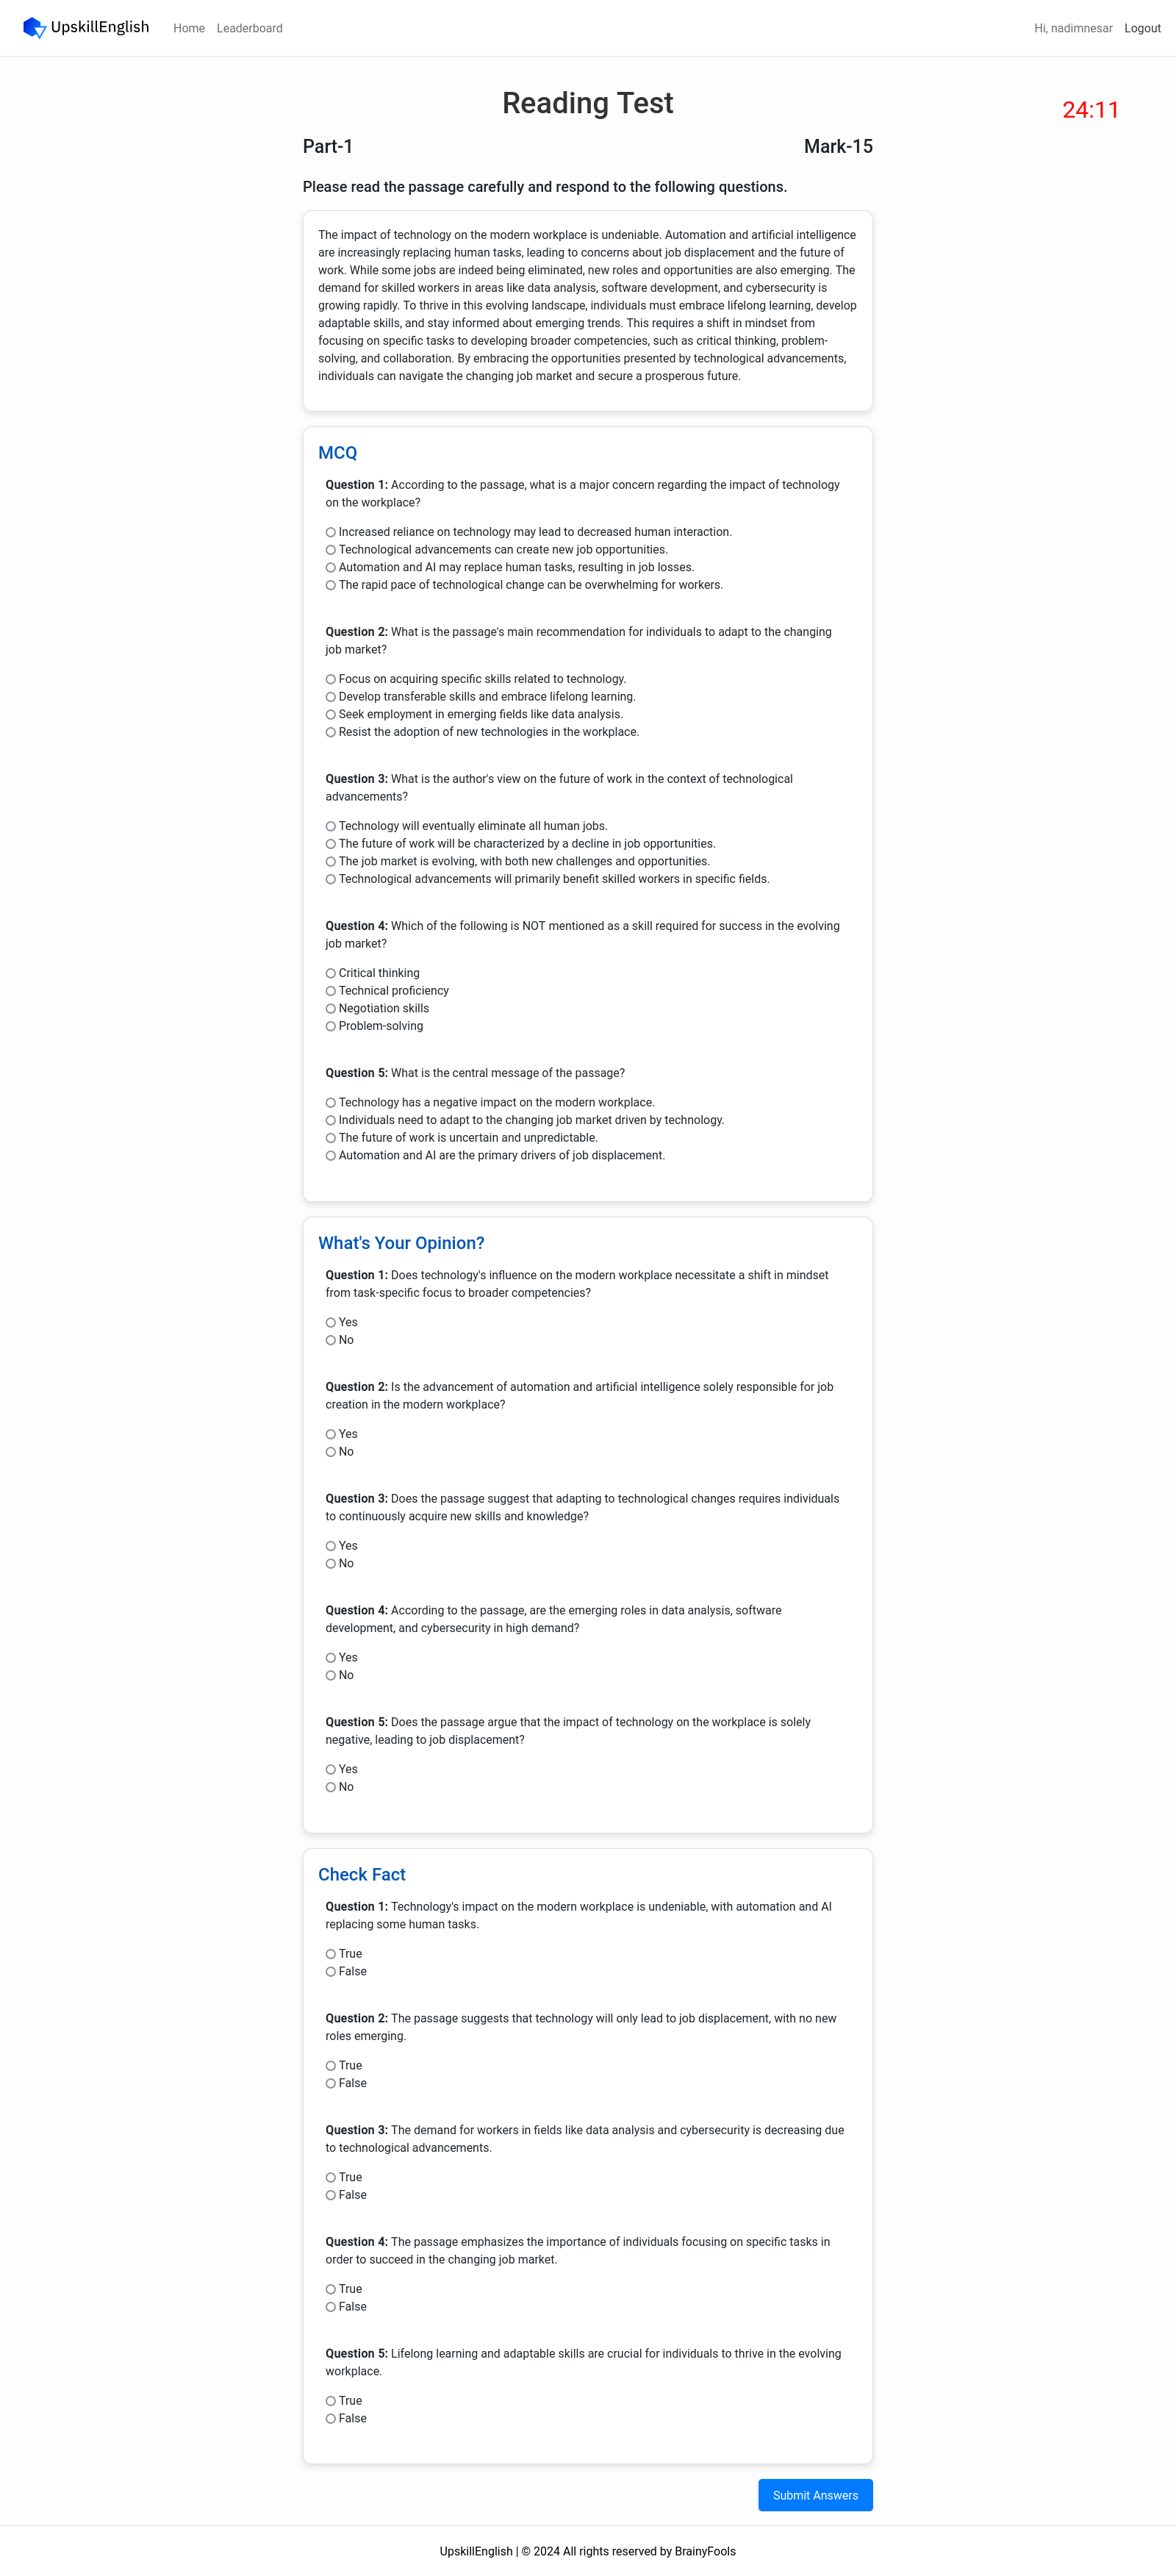 UpskillEnglish Home Leaderboard Hi, nadimnesar Logout
Reading Test
24:11
Part-1 Mark-15
Please read the passage carefully and respond to the following questions.
The impact of technology on the modern workplace is undeniable. Automation and artificial intelligence
are increasingly replacing human tasks, leading to concerns about job displacement and the future of
work. While some jobs are indeed being eliminated, new roles and opportunities are also emerging. The
demand for skilled workers in areas like data analysis, software development, and cybersecurity is
growing rapidly. To thrive in this evolving landscape, individuals must embrace lifelong learning, develop
adaptable skills, and stay informed about emerging trends. This requires a shift in mindset from
focusing on specific tasks to developing broader competencies, such as critical thinking, problem-
solving, and collaboration. By embracing the opportunities presented by technological advancements,
individuals can navigate the changing job market and secure a prosperous future.
MCQ
Question 1: According to the passage, what is a major concern regarding the impact of technology
on the workplace?
Increased reliance on technology may lead to decreased human interaction.
Technological advancements can create new job opportunities.
Automation and AI may replace human tasks, resulting in job losses.
The rapid pace of technological change can be overwhelming for workers.
Question 2: What is the passage's main recommendation for individuals to adapt to the changing
job market?
Focus on acquiring specific skills related to technology.
Develop transferable skills and embrace lifelong learning.
Seek employment in emerging fields like data analysis.
Resist the adoption of new technologies in the workplace.
Question 3: What is the author's view on the future of work in the context of technological
advancements?
Technology will eventually eliminate all human jobs.
The future of work will be characterized by a decline in job opportunities.
The job market is evolving, with both new challenges and opportunities.
Technological advancements will primarily benefit skilled workers in specific fields.
Question 4: Which of the following is NOT mentioned as a skill required for success in the evolving
job market?
Critical thinking
Technical proficiency
Negotiation skills
Problem-solving
Question 5: What is the central message of the passage?
Technology has a negative impact on the modern workplace.
Individuals need to adapt to the changing job market driven by technology.
The future of work is uncertain and unpredictable.
Automation and AI are the primary drivers of job displacement.
What's Your Opinion?
Question 1: Does technology's influence on the modern workplace necessitate a shift in mindset
from task-specific focus to broader competencies?
Yes
No
Question 2: Is the advancement of automation and artificial intelligence solely responsible for job
creation in the modern workplace?
Yes
No
Question 3: Does the passage suggest that adapting to technological changes requires individuals
to continuously acquire new skills and knowledge?
Yes
No
Question 4: According to the passage, are the emerging roles in data analysis, software
development, and cybersecurity in high demand?
Yes
No
Question 5: Does the passage argue that the impact of technology on the workplace is solely
negative, leading to job displacement?
Yes
No
Check Fact
Question 1: Technology's impact on the modern workplace is undeniable, with automation and AI
replacing some human tasks.
True
False
Question 2: The passage suggests that technology will only lead to job displacement, with no new
roles emerging.
True
False
Question 3: The demand for workers in fields like data analysis and cybersecurity is decreasing due
to technological advancements.
True
False
Question 4: The passage emphasizes the importance of individuals focusing on specific tasks in
order to succeed in the changing job market.
True
False
Question 5: Lifelong learning and adaptable skills are crucial for individuals to thrive in the evolving
workplace.
True
False
Submit Answers
UpskillEnglish | © 2024 All rights reserved by BrainyFools